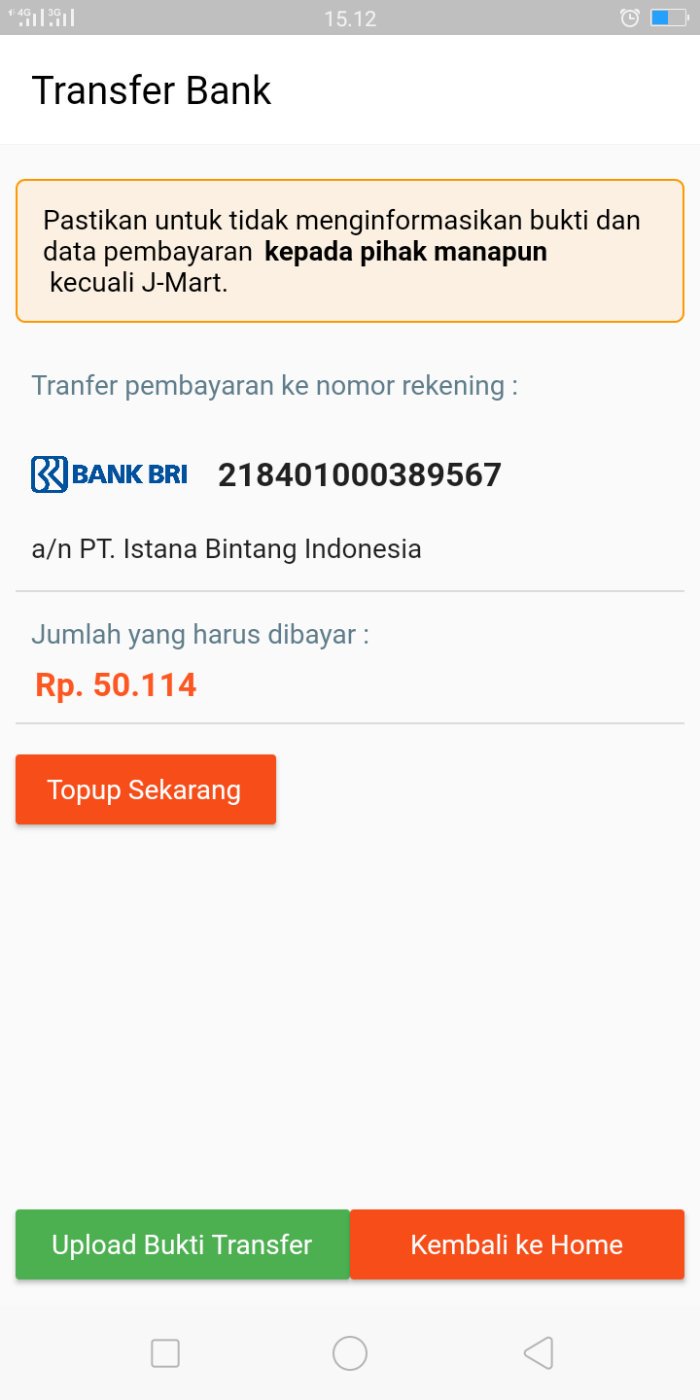 4G 3G 15.12
Transfer Bank
Pastikan untuk tidak menginformasikan bukti dan
data pembayaran kepada pihak manapun
kecuali J-Mart.
Tranfer pembayaran ke nomor rekening :
BANK BRI 218401000389567
a/n PT. Istana Bintang Indonesia
Jumlah yang harus dibayar :
Rp. 50.114
Topup Sekarang
Upload Bukti Transfer Kembali ke Home